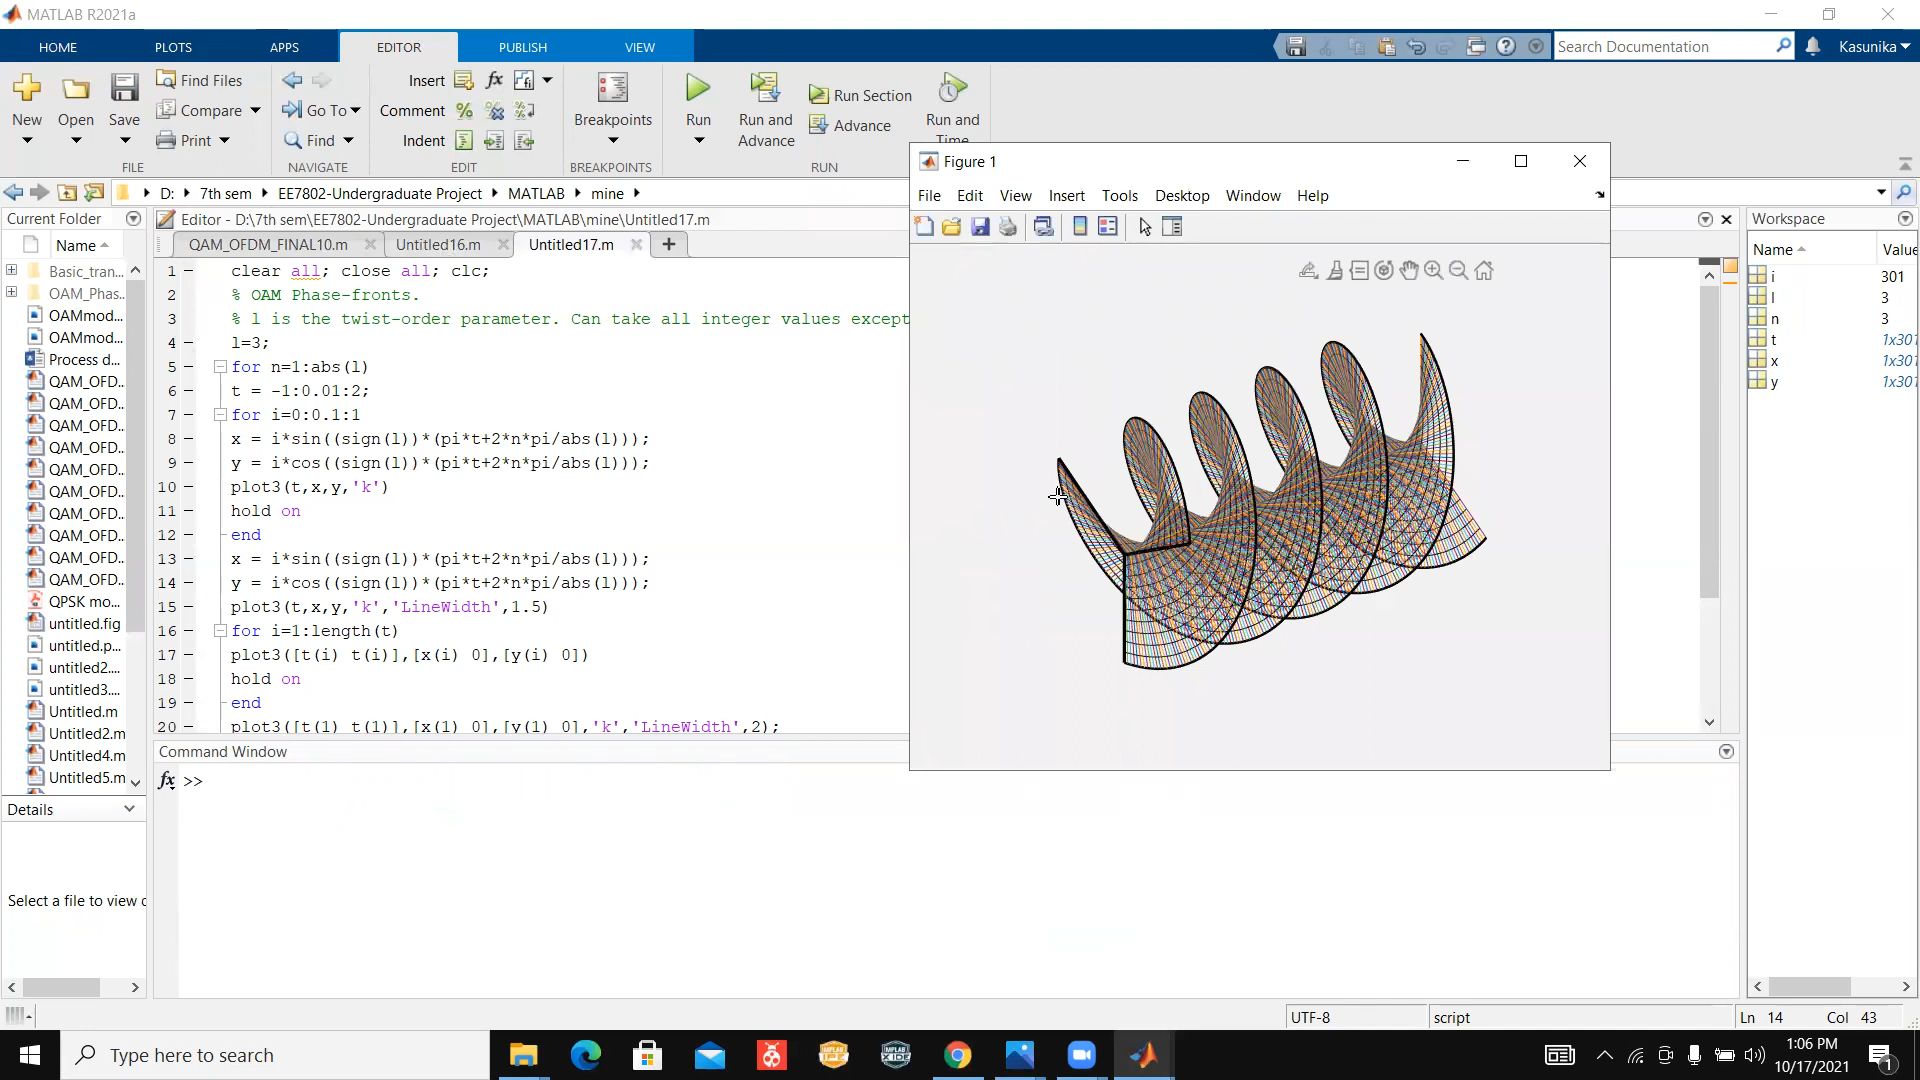 MATLAB R2021a
HOME PLOTS APPS EDITOR PUBLISH VIEW
Search Documentation
Kasunika
New Open Save
Find Files
Compare
Print
FILE
Go To
Find
NAVIGATE
Insert fx
Comment
Indent
EDIT
Breakpoints
BREAKPOINTS
Run
Run and
Advance
Run Section
Advance
Run and
Time
RUN
D: 7th sem EE7802-Undergraduate Project MATLAB mine
Current Folder
Name
Basic_tran...
OAM_Phas...
OAMmod...
OAMmod...
Process d...
QAM_OFD...
QAM_OFD...
QAM_OFD...
QAM_OFD...
QAM_OFD...
QAM_OFD...
QAM_OFD...
QAM_OFD...
QAM_OFD...
QAM_OFD...
QPSK mo...
untitled.fig
untitled.p...
untitled2....
untitled3....
Untitled.m
Untitled2.m
Untitled4.m
Untitled5.m
Details
Select a file to view
Editor - D:\7th sem\EE7802-Undergraduate Project\MATLAB\mine\Untitled17.m
QAM_OFDM_FINAL10.m Untitled16.m Untitled17.m
1 clear all; close all; clc;
2 % OAM Phase-fronts.
3 % l is the twist-order parameter. Can take all integer values except
4 l=3;
5 for n=1:abs(l)
6 t = -1:0.01:2;
7 for i=0:0.1:1
8 x = i*sin((sign(l))*(pi*t+2*n*pi/abs(l)));
9 y = i*cos((sign(l))*(pi*t+2*n*pi/abs(l)));
10 plot3(t,x,y,'k')
11 hold on
12 end
13 x = i*sin((sign(l))*(pi*t+2*n*pi/abs(l)));
14 y = i*cos((sign(l))*(pi*t+2*n*pi/abs(l)));
15 plot3(t,x,y,'k','LineWidth',1.5)
16 for i=1:length(t)
17 plot3([t(i) t(i)],[x(i) 0],[y(i) 0])
18 hold on
19 end
20 plot3([t(1) t(1)],[x(1) 0],[y(1) 0],'k','LineWidth',2);
Command Window
fx >>
Figure 1
File Edit View Insert Tools Desktop Window Help
Workspace
Name Value
i 301
l 3
n 3
t 1x301
x 1x301
y 1x301
UTF-8 script Ln 14 Col 43
Type here to search
1:06 PM
10/17/2021
1